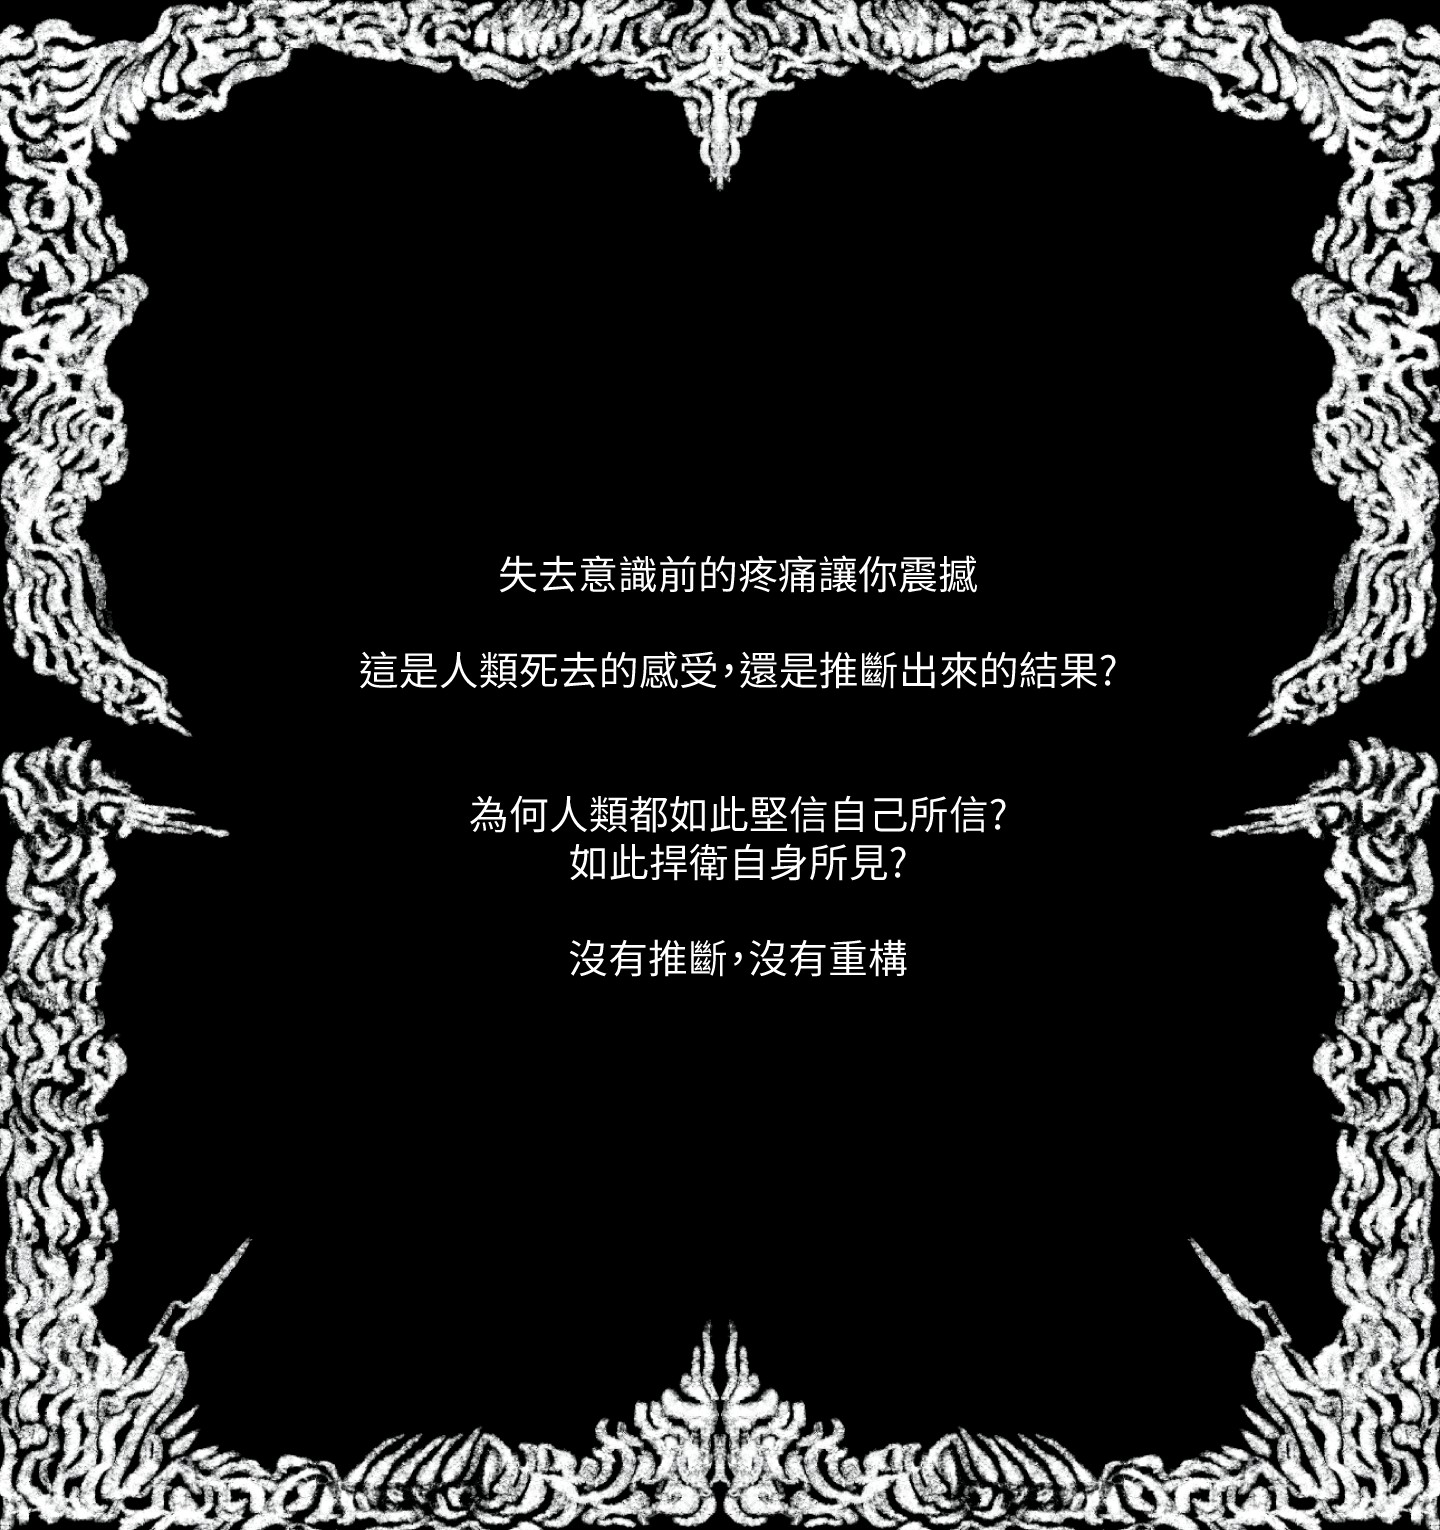 失去意識前的疼痛讓你震撼
這是人類死去的感受，還是推斷出來的結果？
為何人類都如此堅信自己所信？
如此捍衛自身所見？
沒有推斷，沒有重構